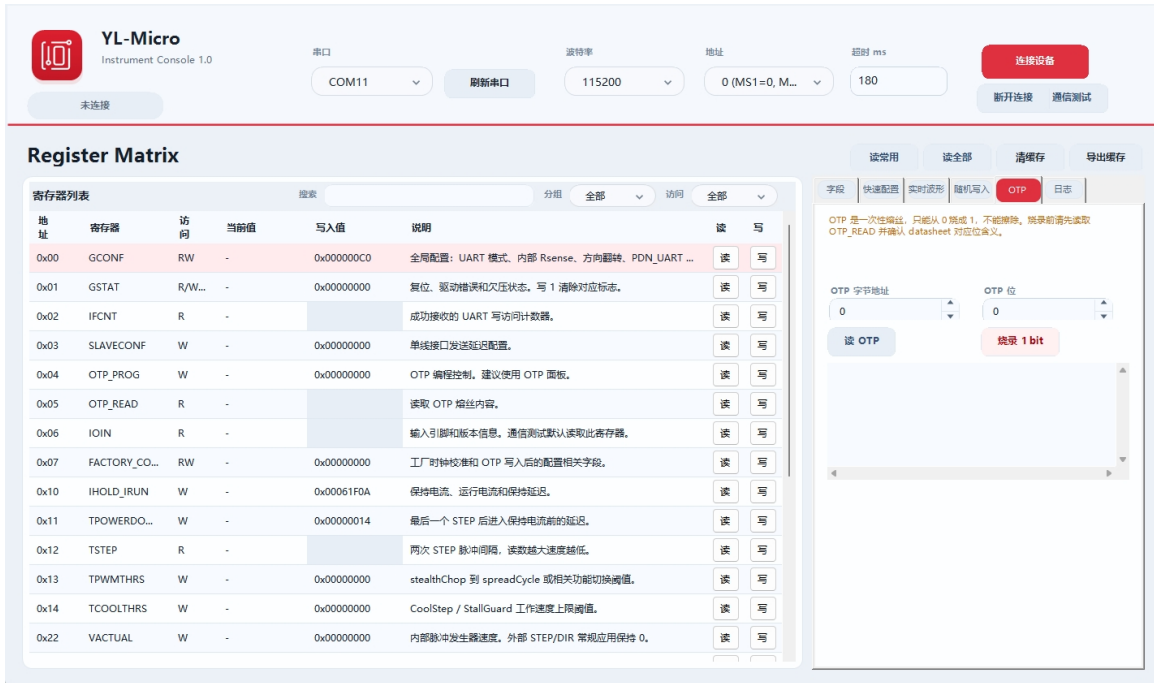 YL-Micro
Instrument Console 1.0
未连接
串口
COM11
刷新串口
波特率
115200
地址
0 (MS1=0, M...
超时 ms
180
连接设备
断开连接 通信测试
Register Matrix
读常用 读全部 清缓存 导出缓存
寄存器列表 搜索 分组 全部 访问 全部
地址 寄存器 访问 当前值 写入值 说明 读 写
0x00 GCONF RW - 0x000000C0 全局配置：UART 模式、内部 Rsense、方向翻转、PDN_UART ... 读 写
0x01 GSTAT R/W... - 0x00000000 复位、驱动错误和欠压状态。写 1 清除对应标志。 读 写
0x02 IFCNT R - 成功接收的 UART 写访问计数器。 读 写
0x03 SLAVECONF W - 0x00000000 单线接口发送延迟配置。 读 写
0x04 OTP_PROG W - 0x00000000 OTP 编程控制。建议使用 OTP 面板。 读 写
0x05 OTP_READ R - 读取 OTP 熔丝内容。 读 写
0x06 IOIN R - 输入引脚和版本信息。通信测试默认读取此寄存器。 读 写
0x07 FACTORY_CO... RW - 0x00000000 工厂时钟校准和 OTP 写入后的配置相关字段。 读 写
0x10 IHOLD_IRUN W - 0x00061F0A 保持电流、运行电流和保持延迟。 读 写
0x11 TPOWERDO... W - 0x00000014 最后一个 STEP 后进入保持电流前的延迟。 读 写
0x12 TSTEP R - 两次 STEP 脉冲间隔，读数越大速度越低。 读 写
0x13 TPWMTHRS W - 0x00000000 stealthChop 到 spreadCycle 或相关功能切换阈值。 读 写
0x14 TCOOLTHRS W - 0x00000000 CoolStep / StallGuard 工作速度上限阈值。 读 写
0x22 VACTUAL W - 0x00000000 内部脉冲发生器速度。外部 STEP/DIR 常规应用保持 0。 读 写
字段 快速配置 实时波形 随机写入 OTP 日志
OTP 是一次性熔丝，只能从 0 烧成 1，不能擦除。烧录前请先读取
OTP_READ 并确认 datasheet 对应位含义。
OTP 字节地址 OTP 位
0 0
读 OTP 烧录 1 bit